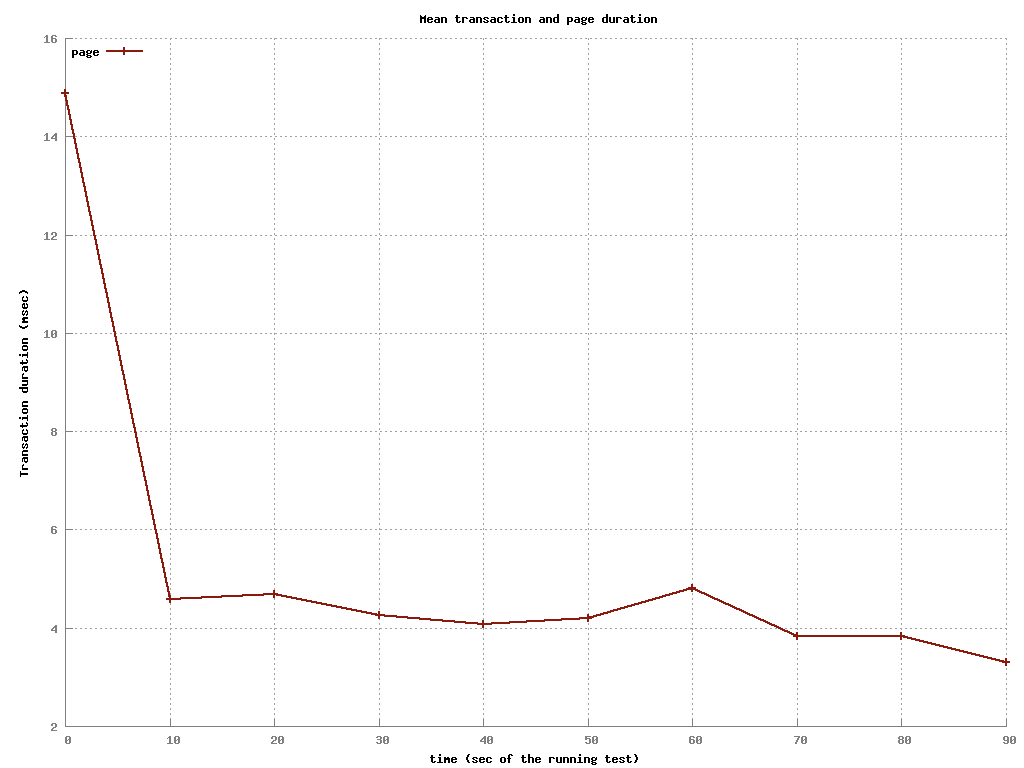 Mean transaction and page duration
page
16
14
12
10
8
6
4
2
Transaction duration (msec)
0 10 20 30 40 50 60 70 80 90
time (sec of the running test)